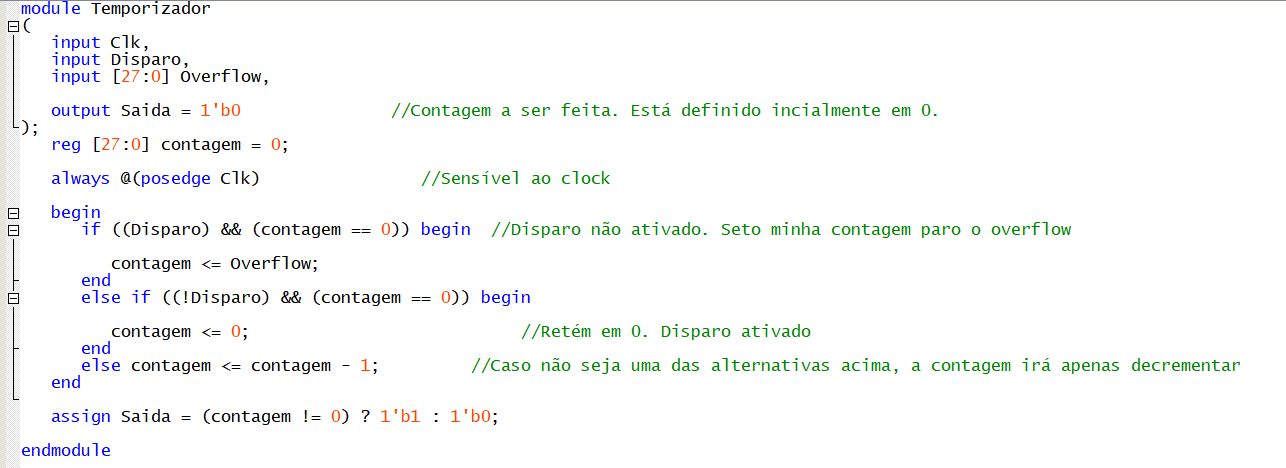 module Temporizador
(
input Clk,
input Disparo,
input [27:0] Overflow,
output Saida = 1'b0 //Contagem a ser feita. Está definido incialmente em 0.
);
reg [27:0] contagem = 0;
always @(posedge Clk) //Sensível ao clock
begin
if ((Disparo) && (contagem == 0)) begin //Disparo não ativado. Seto minha contagem paro o overflow
contagem <= Overflow;
end
else if ((!Disparo) && (contagem == 0)) begin
contagem <= 0; //Retém em 0. Disparo ativado
end
else contagem <= contagem - 1; //Caso não seja uma das alternativas acima, a contagem irá apenas decrementar
end
assign Saida = (contagem != 0) ? 1'b1 : 1'b0;
endmodule